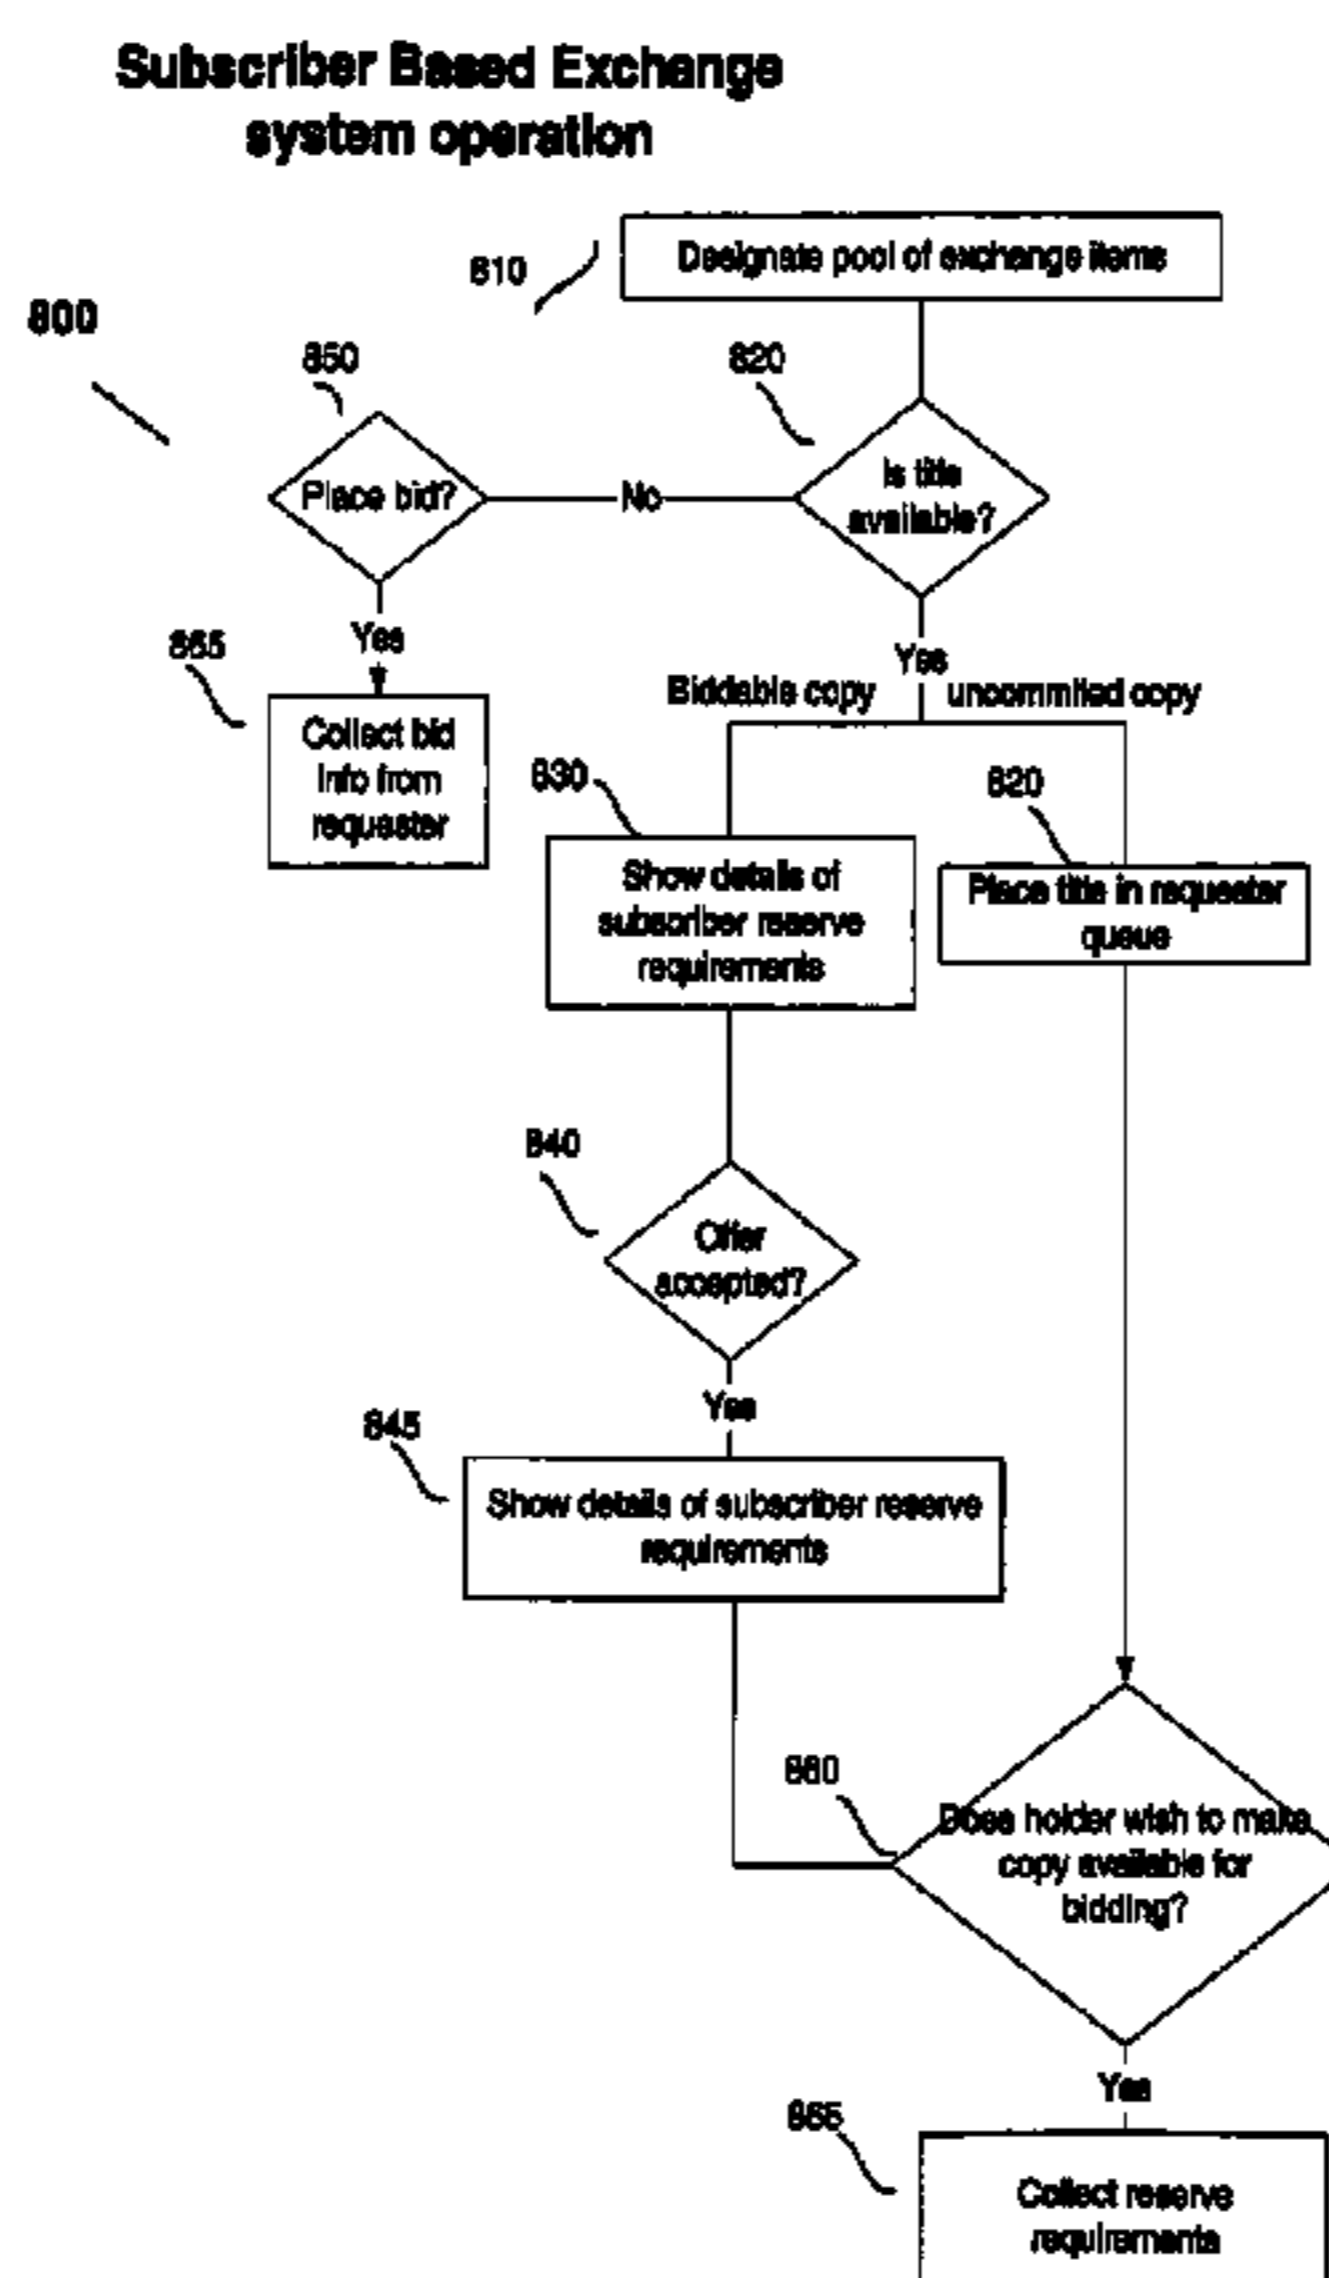 Subscriber Based Exchange
system operation
Designate pool of exchange items
810
800
850
820
Is title
available?
Place bid?
No
Yes
865
Yes
Biddable copy
uncommited copy
Collect bid
info from
requester
830
820
Show details of
subscriber reserve
requirements
Place title in requester
queue
840
Offer
accepted?
Yes
845
Show details of subscriber reserve
requirements
860
Does holder wish to make
copy available for
bidding?
Yes
865
Collect reserve
requirements